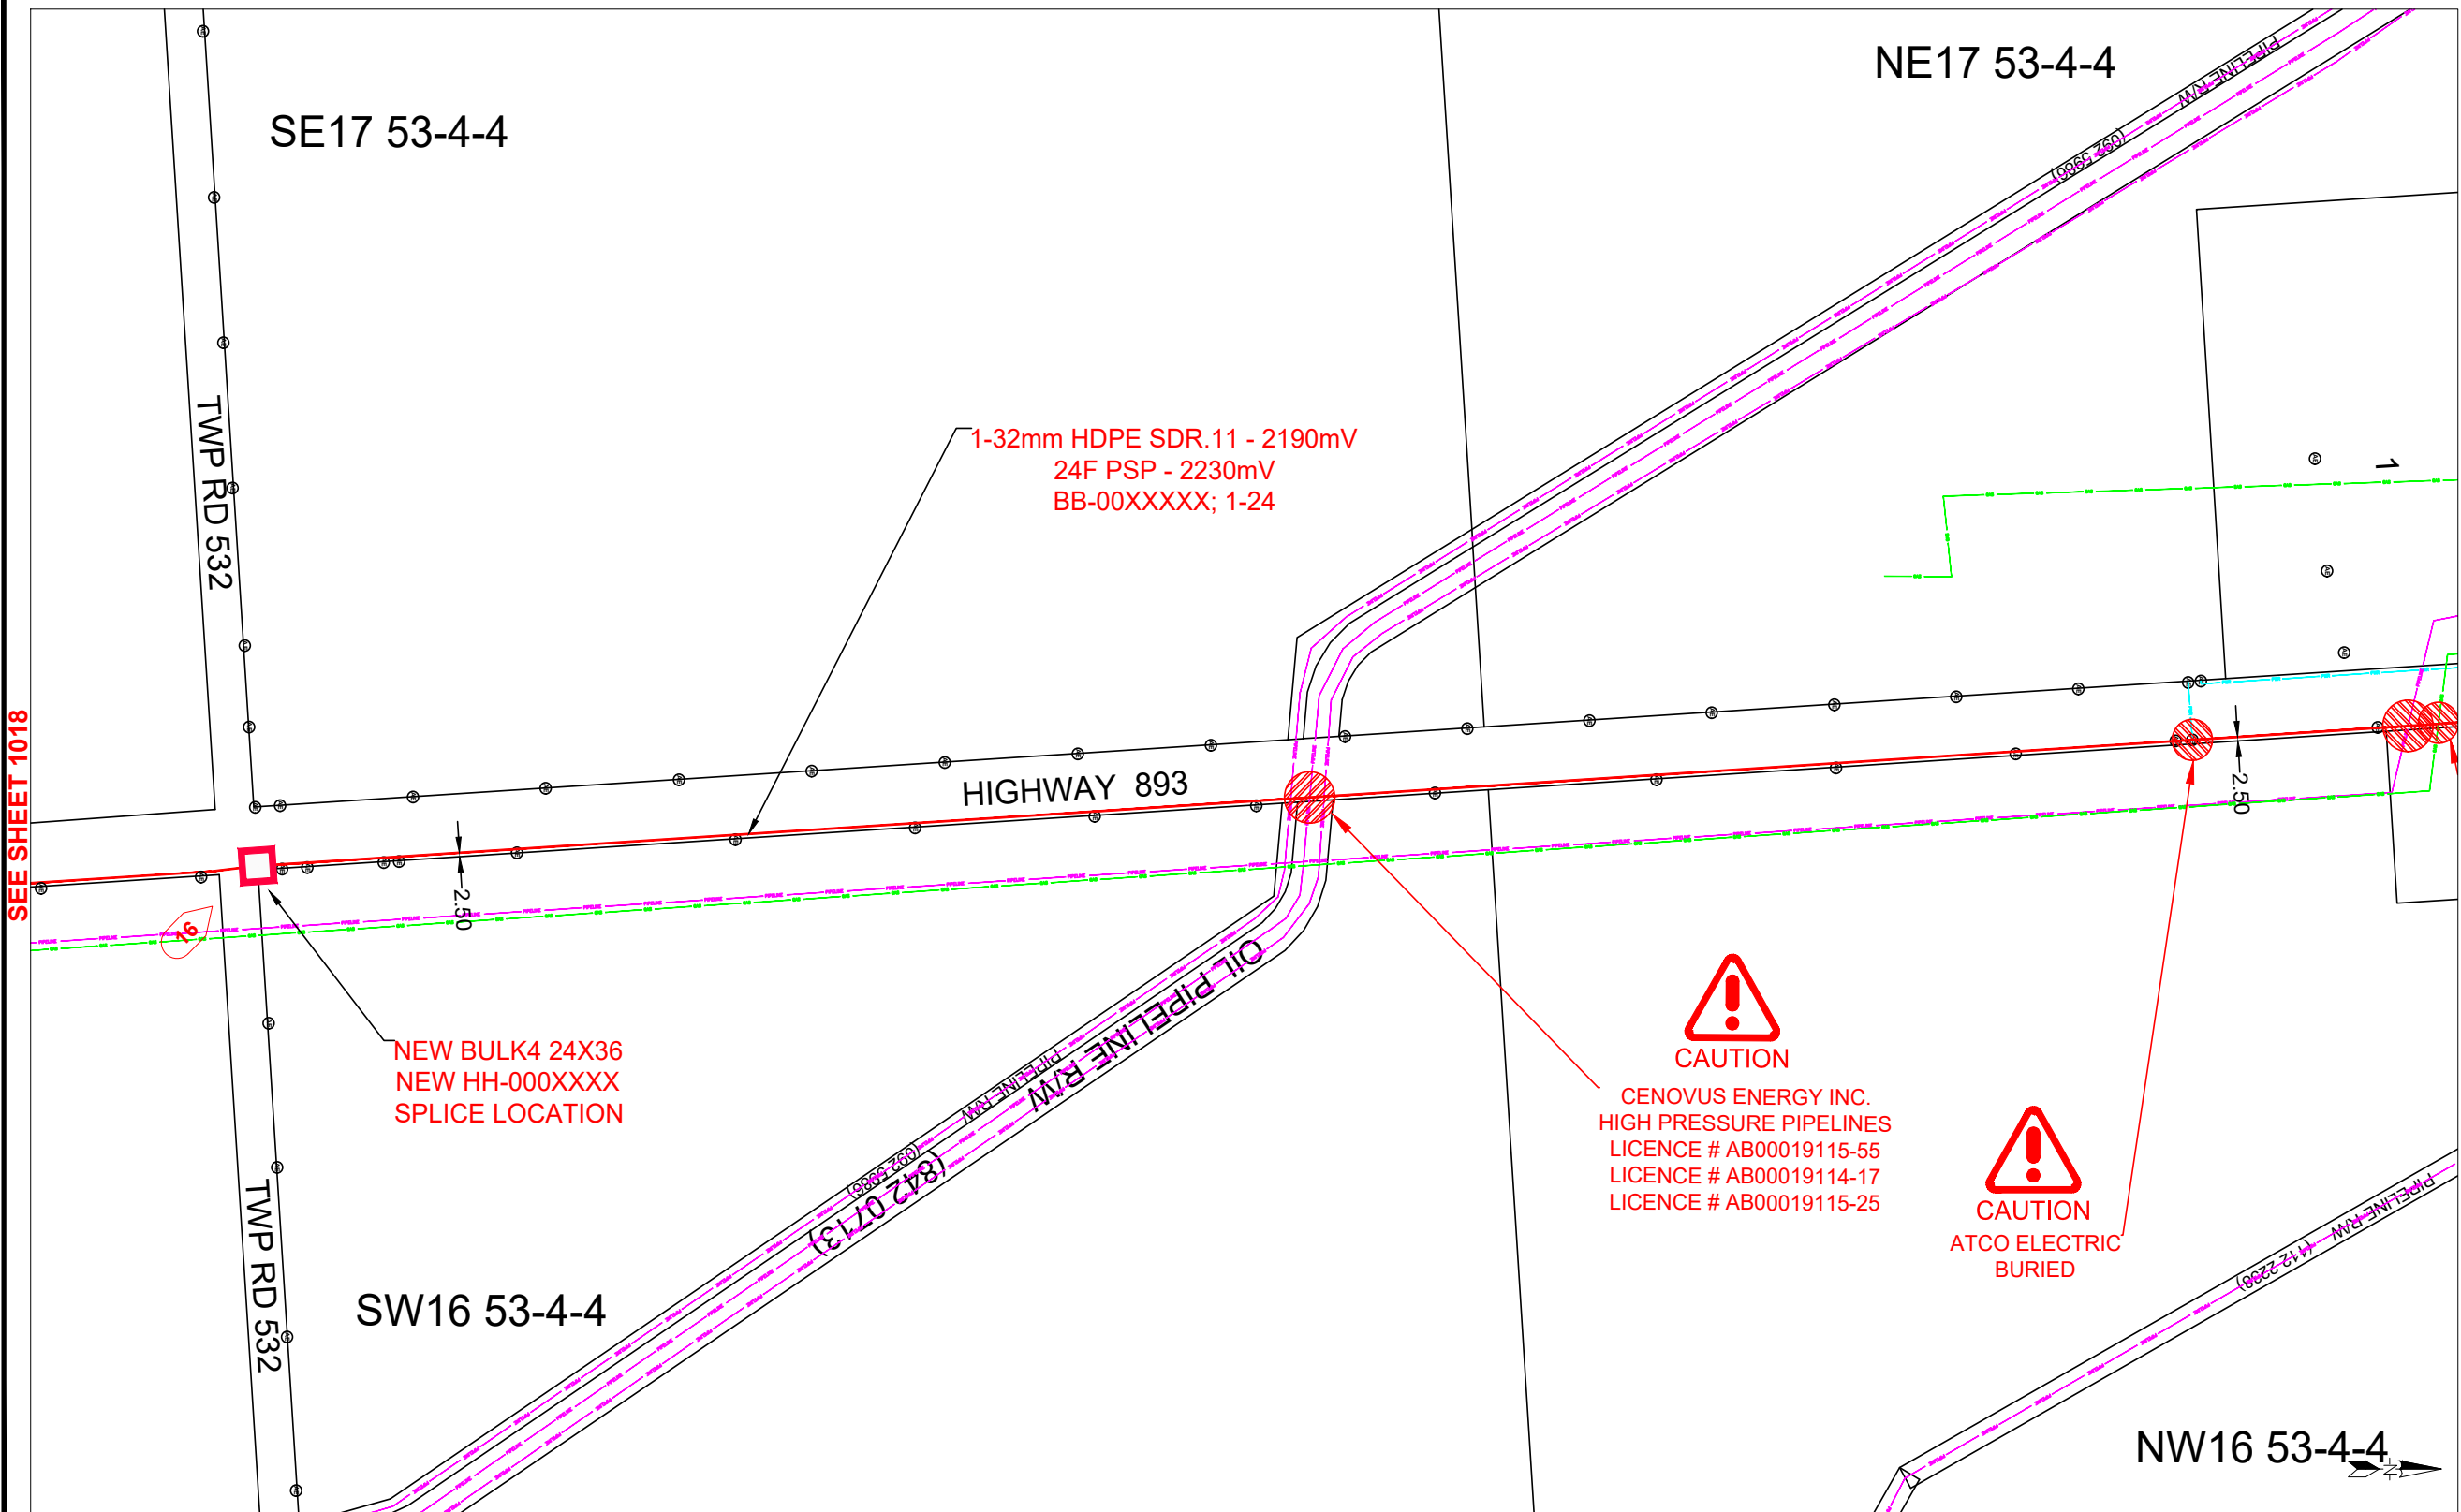 NE17 53-4-4
SE17 53-4-4
PIPELINE R/W
(092 5986)
TWP RD 532
1-32mm HDPE SDR.11 - 2190mV
24F PSP - 2230mV
BB-00XXXXX; 1-24
1
SEE SHEET 1018
HIGHWAY 893
2.50
2.50
16
NEW BULK4 24X36
NEW HH-000XXXX
SPLICE LOCATION
OIL PIPELINE R/W
(842 0713)
PIPELINE R/W
(092 5986)
CAUTION
CENOVUS ENERGY INC.
HIGH PRESSURE PIPELINES
LICENCE # AB00019115-55
LICENCE # AB00019114-17
LICENCE # AB00019115-25
CAUTION
ATCO ELECTRIC
BURIED
PIPELINE R/W (112 2298)
TWP RD 532
SW16 53-4-4
NW16 53-4-4
N